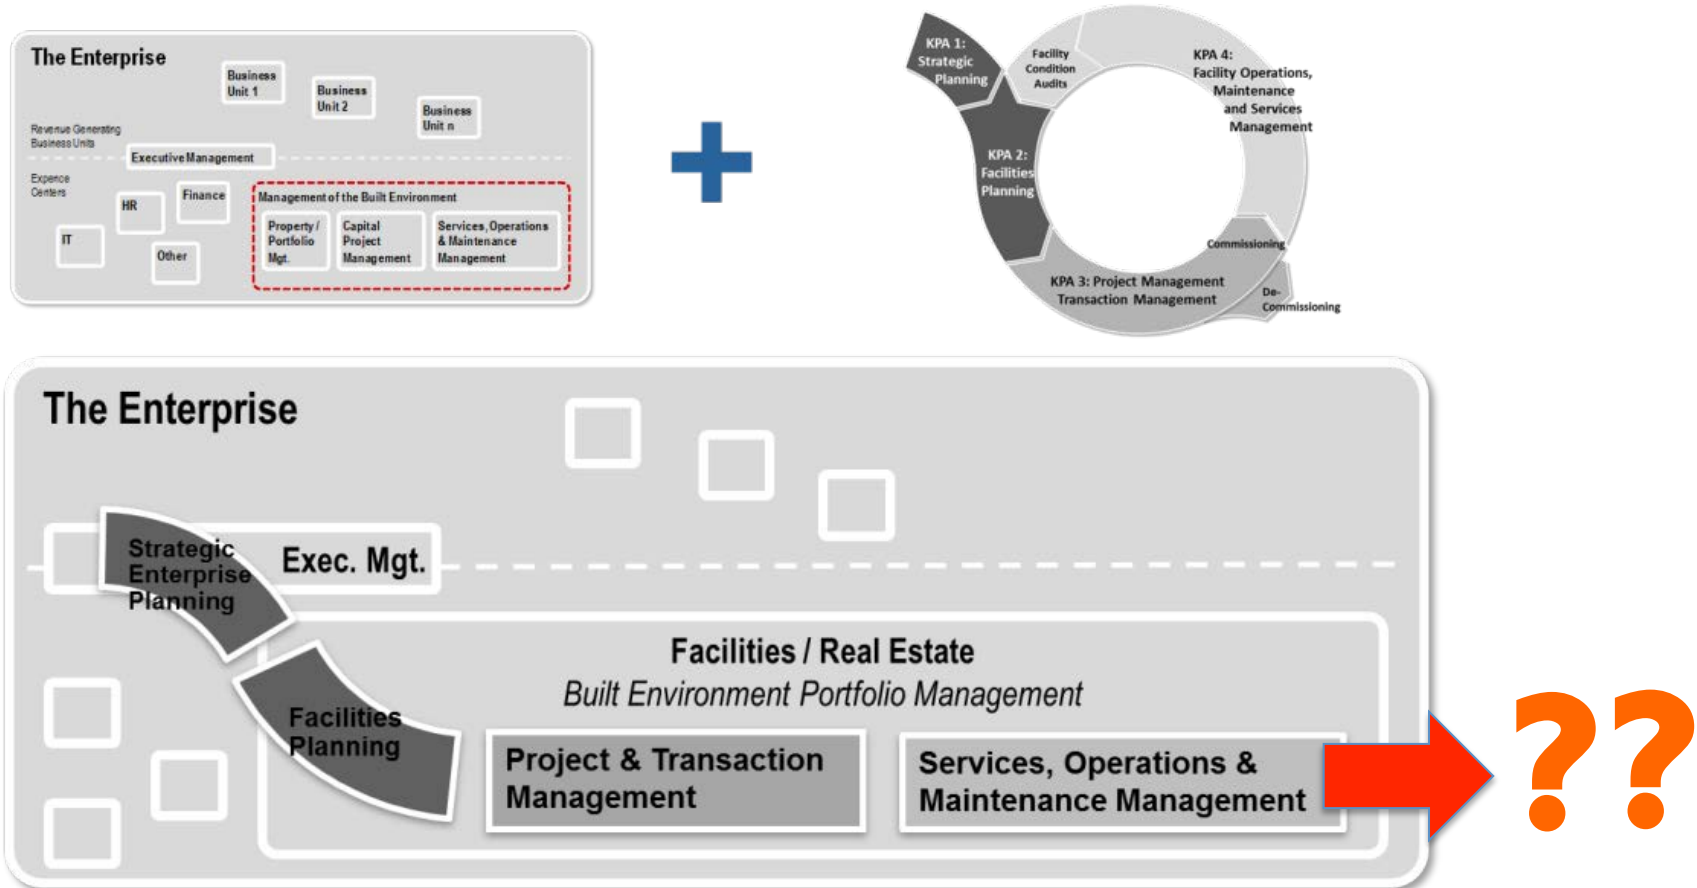 The Enterprise
Business
Unit 1
Business
Unit 2
Business
Unit n
Revenue Generating
Business Units
Executive Management
Expence
Centers
HR
Finance
IT
Other
Management of the Built Environment
Property /
Portfolio
Mgt.
Capital
Project
Management
Services, Operations
& Maintenance
Management
KPA 1:
Strategic
Planning
Facility
Condition
Audits
KPA 4:
Facility Operations,
Maintenance
and Services
Management
KPA 2:
Facilities
Planning
Commissioning
KPA 3: Project Management
Transaction Management
De-
Commissioning
The Enterprise
Strategic
Enterprise
Planning
Exec. Mgt.
Facilities / Real Estate
Built Environment Portfolio Management
Facilities
Planning
Project & Transaction
Management
Services, Operations &
Maintenance Management
??